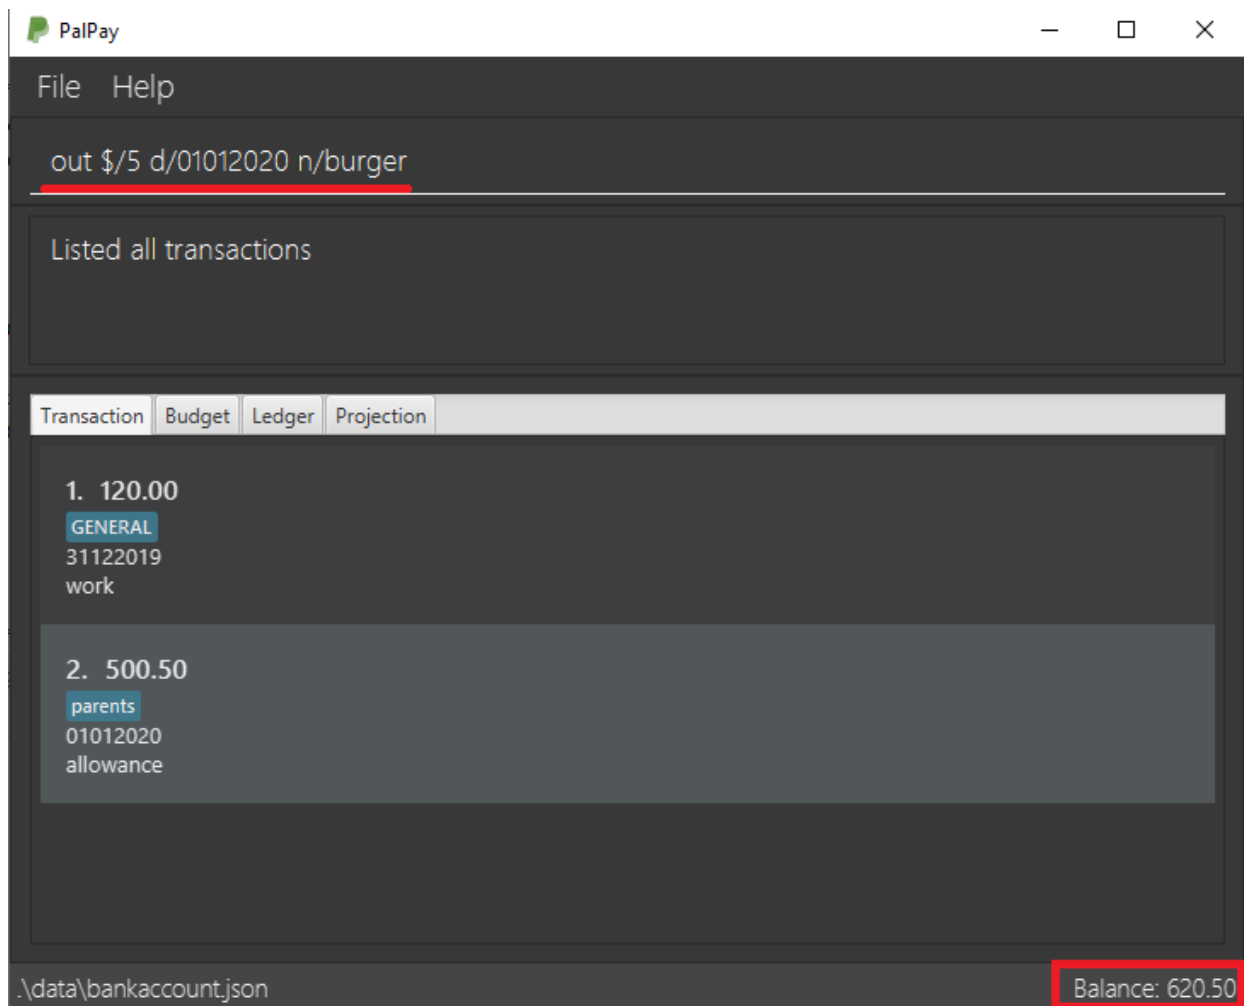 PalPay
File Help
out $/5 d/01012020 n/burger
Listed all transactions
Transaction Budget Ledger Projection
1. 120.00
GENERAL
31122019
work
2. 500.50
parents
01012020
allowance
.\data\bankaccount.json Balance: 620.50